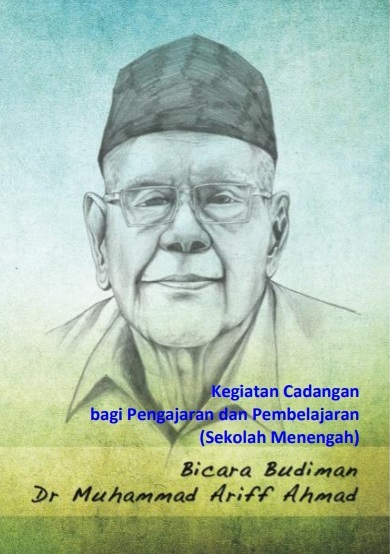 Kegiatan Cadangan
bagi Pengajaran dan Pembelajaran
(Sekolah Menengah)
Bicara Budiman
Dr Muhammad Ariff Ahmad